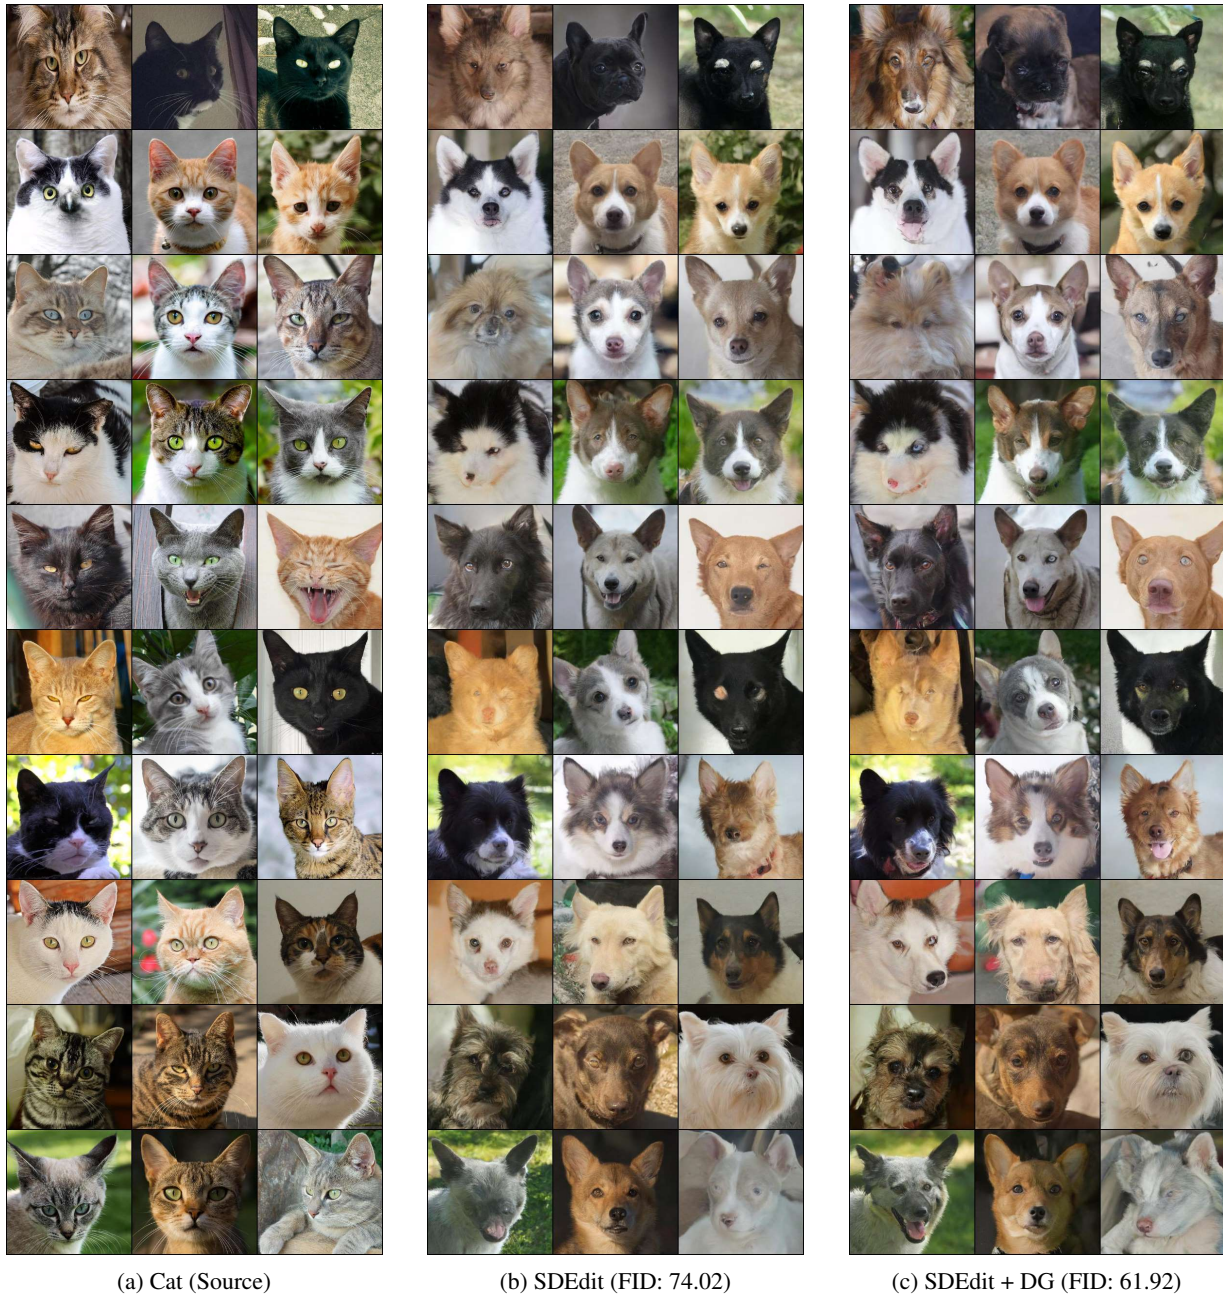 (a) Cat (Source)
(b) SDEdit (FID: 74.02)
(c) SDEdit + DG (FID: 61.92)